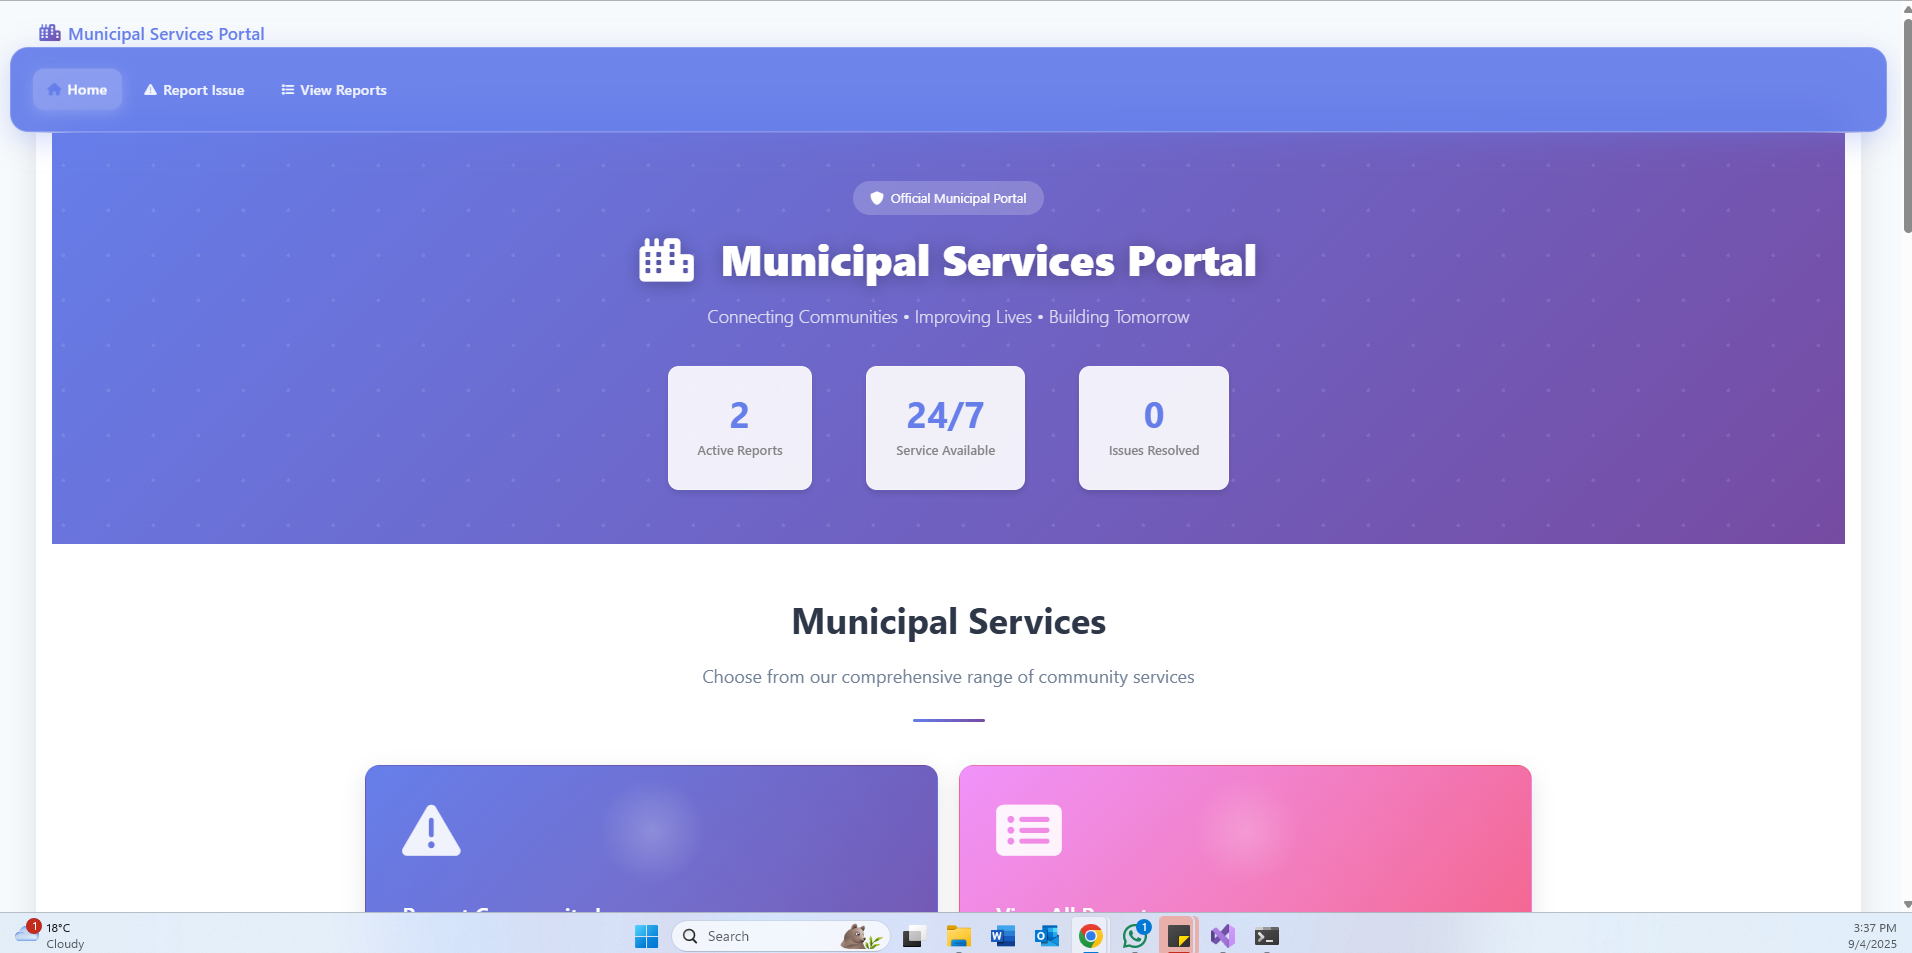 Municipal Services Portal
Home
Report Issue
View Reports
Official Municipal Portal
Municipal Services Portal
Connecting Communities • Improving Lives • Building Tomorrow
2
Active Reports
24/7
Service Available
0
Issues Resolved
Municipal Services
Choose from our comprehensive range of community services
1
18°C
Cloudy
Search
1
3:37 PM
9/4/2025